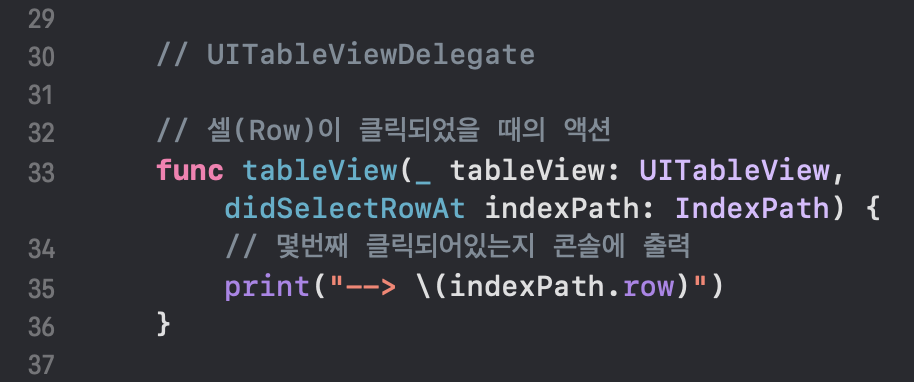 29
30 // UITableViewDelegate
31
32 // 셀(Row)이 클릭되었을 때의 액션
33 func tableView(_ tableView: UITableView,
didSelectRowAt indexPath: IndexPath) {
34 // 몇번째 클릭되어있는지 콘솔에 출력
35 print("--> \(indexPath.row)")
36 }
37